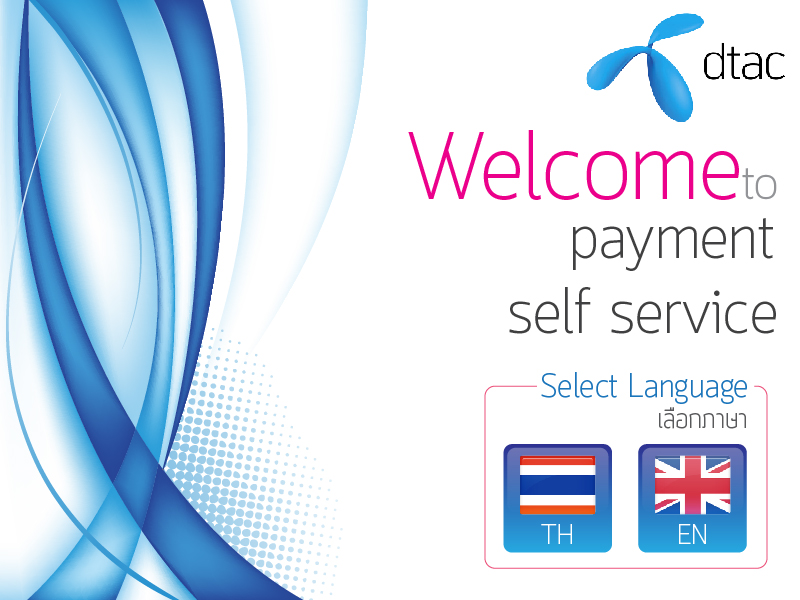 dtac
Welcome to
payment
self service
Select Language
เลือกภาษา
TH EN